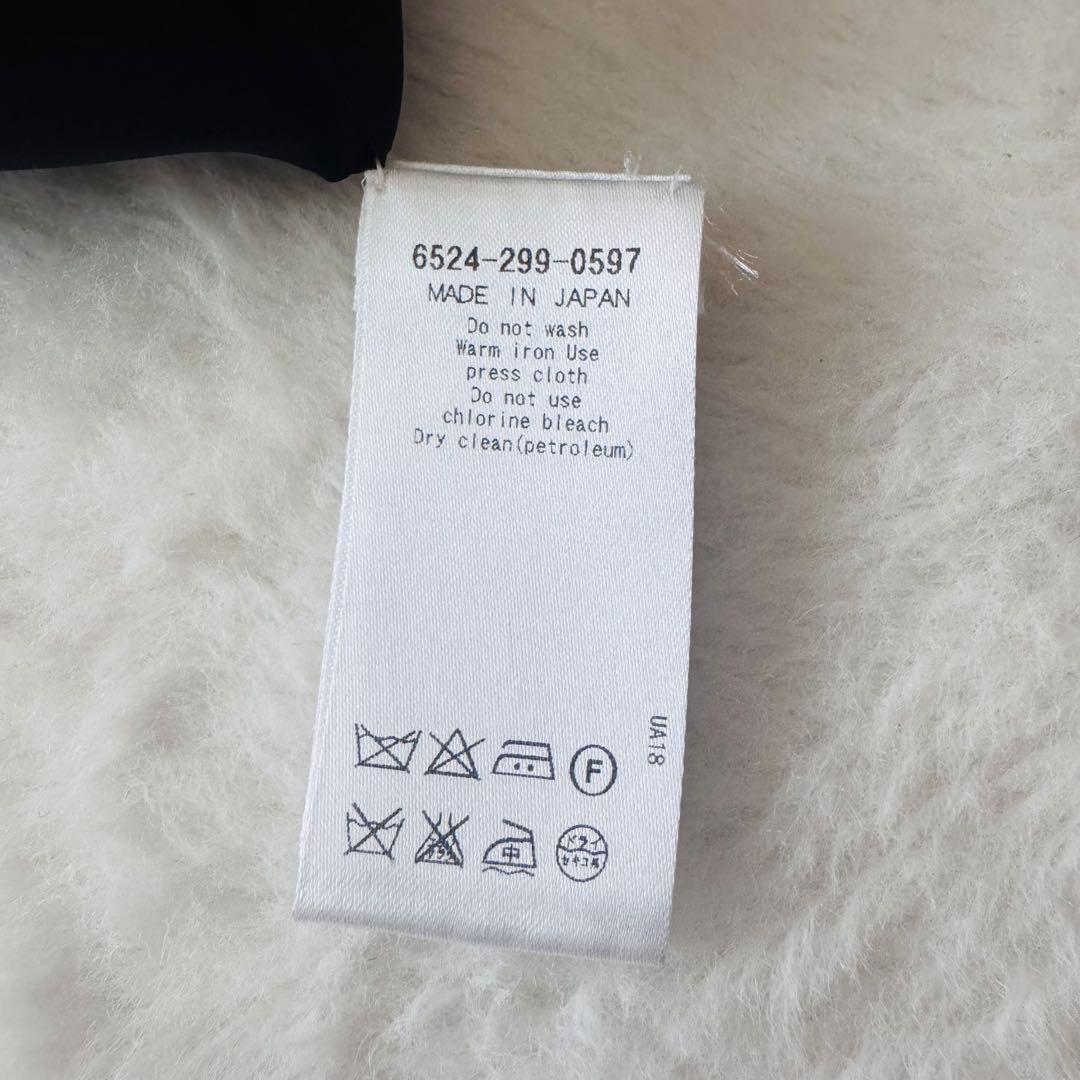 6524-299-0597
MADE IN JAPAN
Do not wash
Warm iron Use
press cloth
Do not use
chlorine bleach
Dry clean(petroleum)
UA18
F
中
ドライ
セキユ系